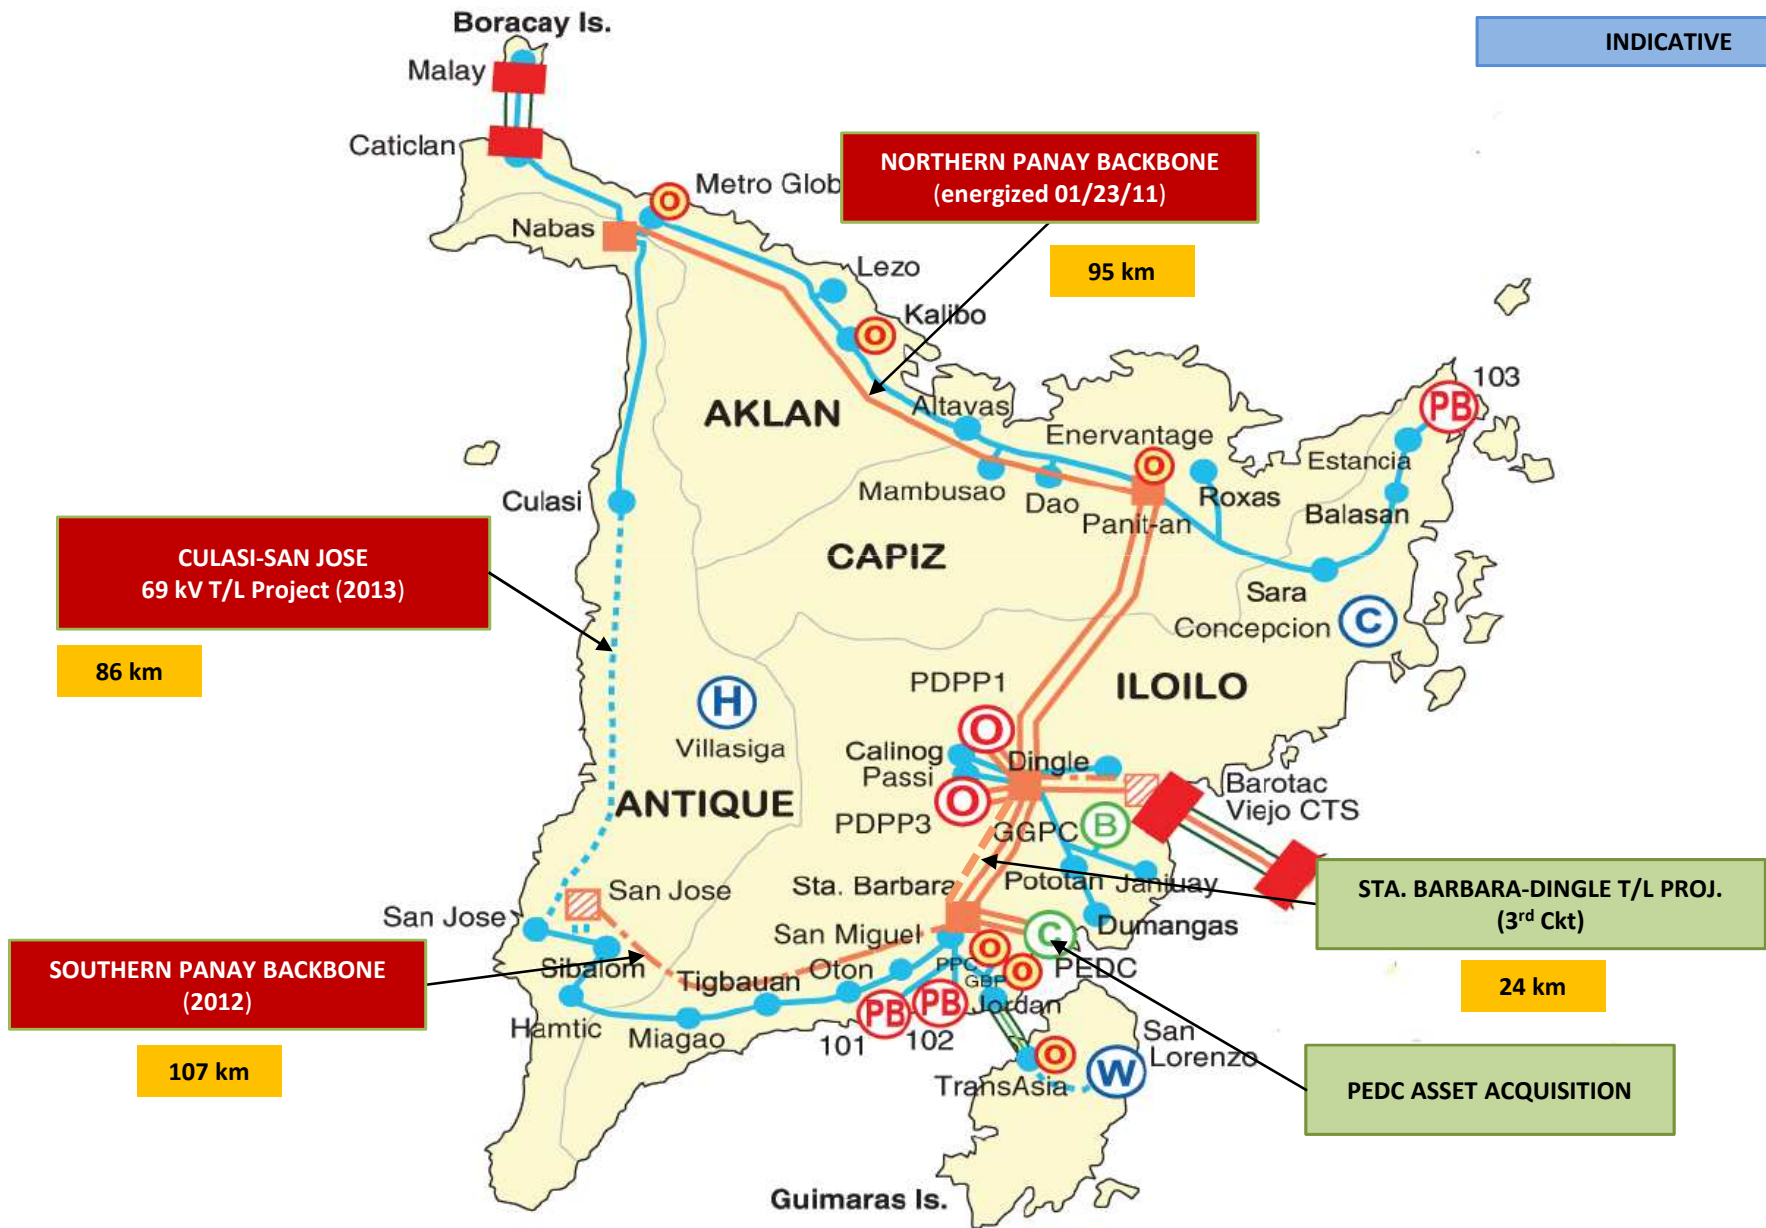 Boracay Is.
INDICATIVE
Malay
Caticlan
NORTHERN PANAY BACKBONE
(energized 01/23/11)
Metro Glob
O
Nabas
95 km
Lezo
Kalibo
O
AKLAN
Altavas
103
PB
Enervantage
O
Estancia
Mambusao
Dao
Roxas
Panit-an
Balasan
Culasi
CULASI-SAN JOSE
69 kV T/L Project (2013)
CAPIZ
Sara
Concepcion
C
86 km
PDPP1
ILOILO
H
Villasiga
O
Calinog
Dingle
Passi
Barotac
Viejo CTS
ANTIQUE
O
PDPP3
GGPC
B
Sta. Barbara
Pototan
Janiuay
STA. BARBARA-DINGLE T/L PROJ.
(3rd Ckt)
San Jose
San Jose
Dumangas
San Miguel
C
SOUTHERN PANAY BACKBONE
(2012)
Sibalom
Tigbauan
Oton
PPC
O
PEDC
GBP
O
24 km
Hamtic
Miagao
PB
PB
Jordan
101
102
San
Lorenzo
107 km
TransAsia
O
W
PEDC ASSET ACQUISITION
Guimaras Is.